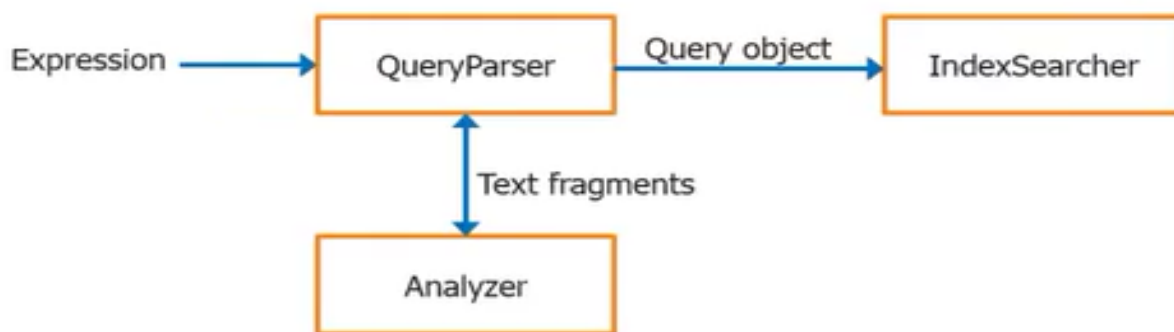 Expression
QueryParser
Query object
IndexSearcher
Text fragments
Analyzer